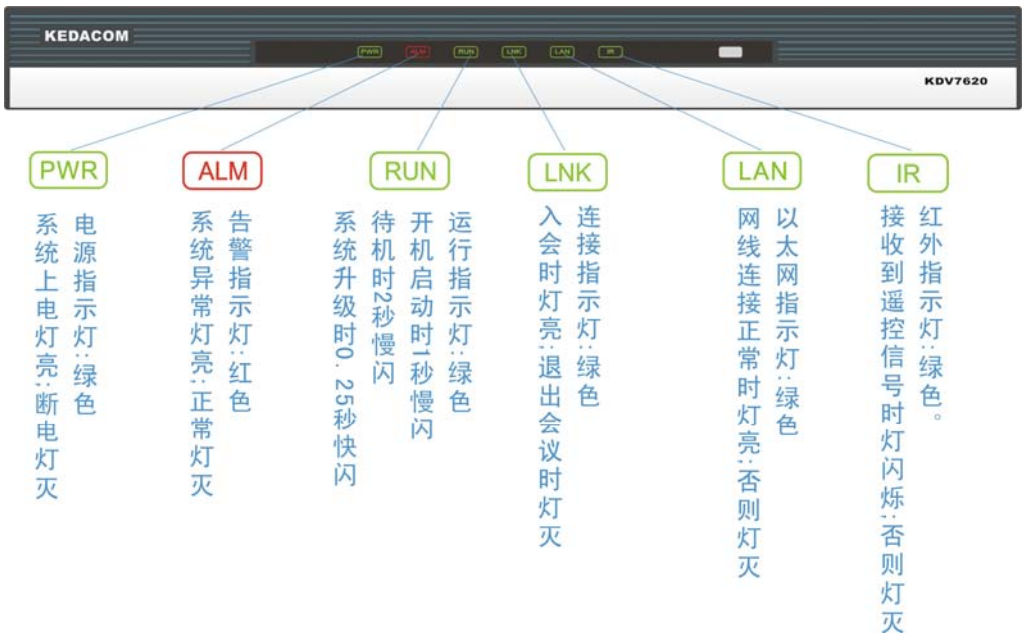 KEDACOM
PWR
ALM
RUN
LNK
LAN
IR
KDV7620
PWR
电源指示灯:绿色
系统上电灯亮;断电灯灭
ALM
告警指示灯:红色
系统异常灯亮;正常灯灭
RUN
运行指示灯:绿色
开机启动时1秒慢闪
待机时2秒慢闪
系统升级时0.25秒快闪
LNK
连接指示灯:绿色
入会时灯亮;退出会议时灯灭
LAN
以太网指示灯:绿色
网线连接正常时灯亮;否则灯灭
IR
红外指示灯:绿色。
接收到遥控信号时灯闪烁;否则灯灭